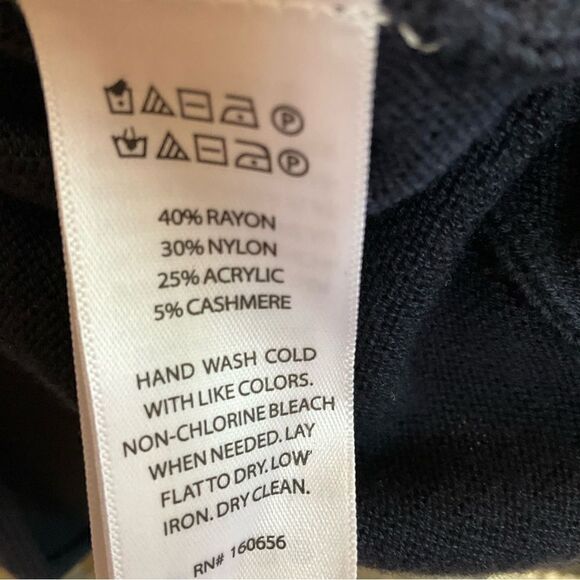 P
P
40% RAYON
30% NYLON
25% ACRYLIC
5% CASHMERE
HAND WASH COLD
WITH LIKE COLORS.
NON-CHLORINE BLEACH
WHEN NEEDED. LAY
FLAT TO DRY. LOW
IRON. DRY CLEAN.
RN# 160656